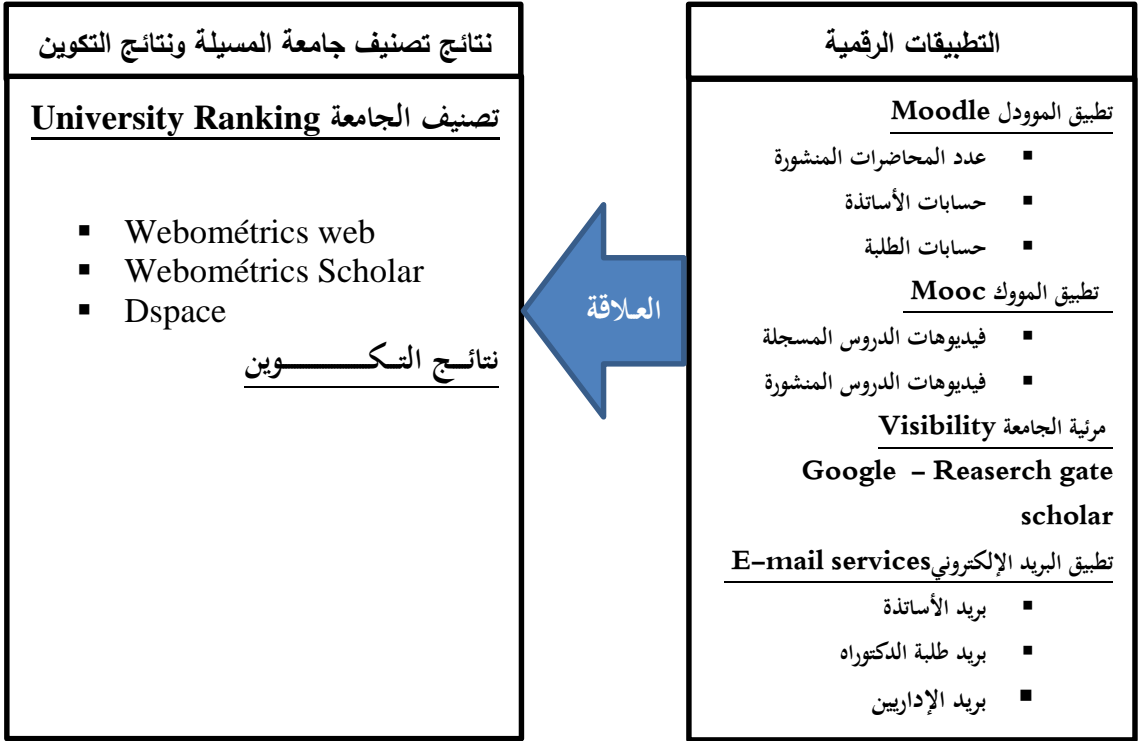 التطبيقات الرقمية
تطبيق الموودل Moodle
▪ عدد المحاضرات المنشورة
▪ حسابات الأساتذة
▪ حسابات الطلبة
تطبيق المووك Mooc
▪ فيديوهات الدروس المسجلة
▪ فيديوهات الدروس المنشورة
مرئية الجامعة Visibility
Google – Reaserch gate
scholar
تطبيق البريد الإلكترونيE-mail services
▪ بريد الأساتذة
▪ بريد طلبة الدكتوراه
▪ بريد الإداريين
العلاقة
نتائج تصنيف جامعة المسيلة ونتائج التكوين
تصنيف الجامعة University Ranking
▪ Webométrics web
▪ Webométrics Scholar
▪ Dspace
نتائــج التـكـــــــــــوين